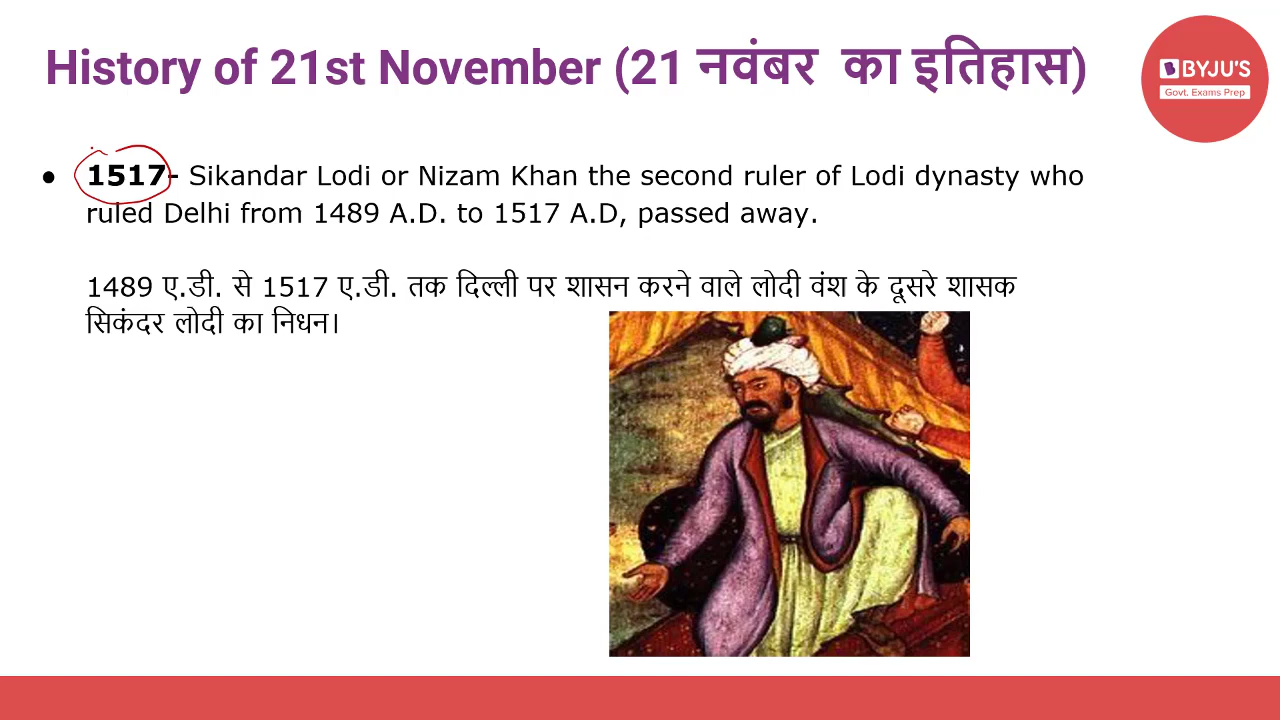 History of 21st November (21 नवंबर का इतिहास)
BYJU'S
Govt. Exams Prep
● 1517- Sikandar Lodi or Nizam Khan the second ruler of Lodi dynasty who
ruled Delhi from 1489 A.D. to 1517 A.D, passed away.
1489 ए.डी. से 1517 ए.डी. तक दिल्ली पर शासन करने वाले लोदी वंश के दूसरे शासक
सिकंदर लोदी का निधन।